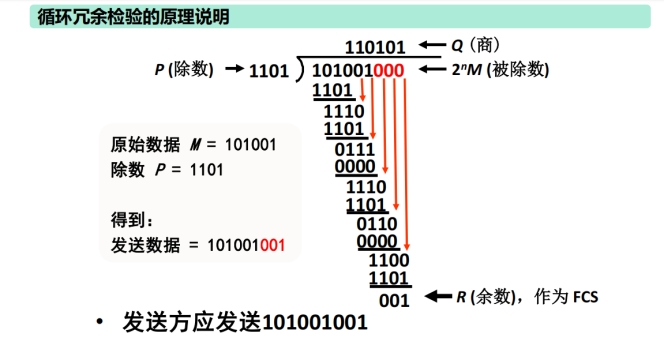 循环冗余检验的原理说明
110101 ← Q (商)
P (除数) → 1101 ) 101001000 ← 2ⁿM (被除数)
1101
1110
1101
0111
0000
1110
1101
0110
0000
1100
1101
001 ← R (余数)，作为 FCS
原始数据 M = 101001
除数 P = 1101
得到：
发送数据 = 101001001
• 发送方应发送101001001